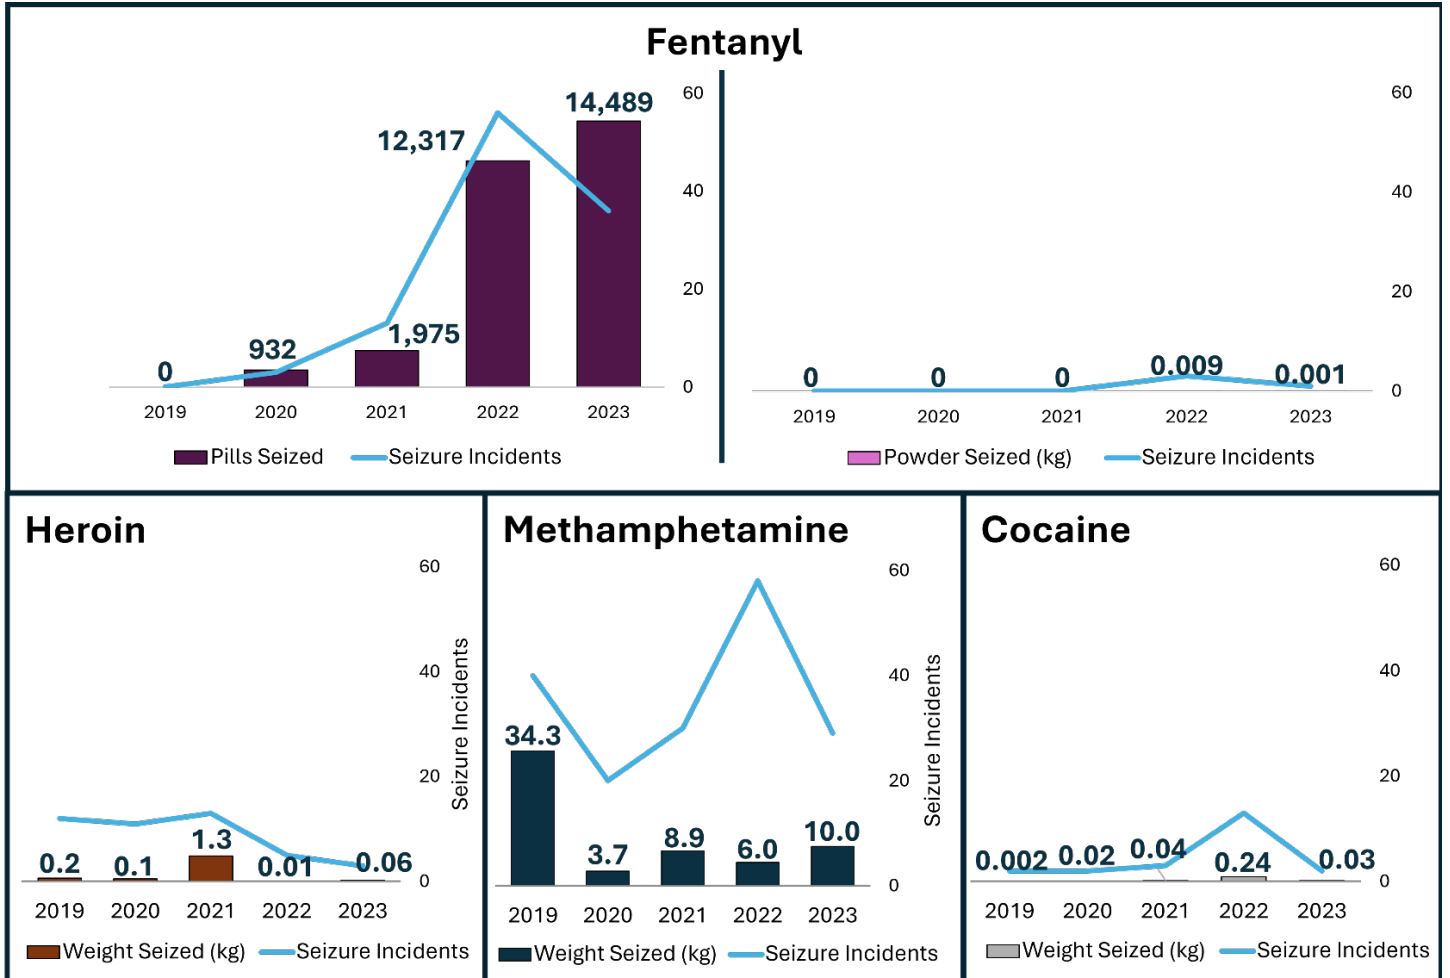 Fentanyl
60
14,489
12,317
40
20
1,975
932
0
0
2019 2020 2021 2022 2023
Pills Seized Seizure Incidents
60
40
20
0 0 0 0.009 0.001
0
2019 2020 2021 2022 2023
Powder Seized (kg) Seizure Incidents
Heroin
60
40
20
Seizure Incidents
0.2 0.1 1.3 0.01 0.06
0
2019 2020 2021 2022 2023
Weight Seized (kg) Seizure Incidents
Methamphetamine
60
40
20
Seizure Incidents
34.3 3.7 8.9 6.0 10.0
0
2019 2020 2021 2022 2023
Weight Seized (kg) Seizure Incidents
Cocaine
60
40
20
0.002 0.02 0.04 0.24 0.03
0
2019 2020 2021 2022 2023
Weight Seized (kg) Seizure Incidents